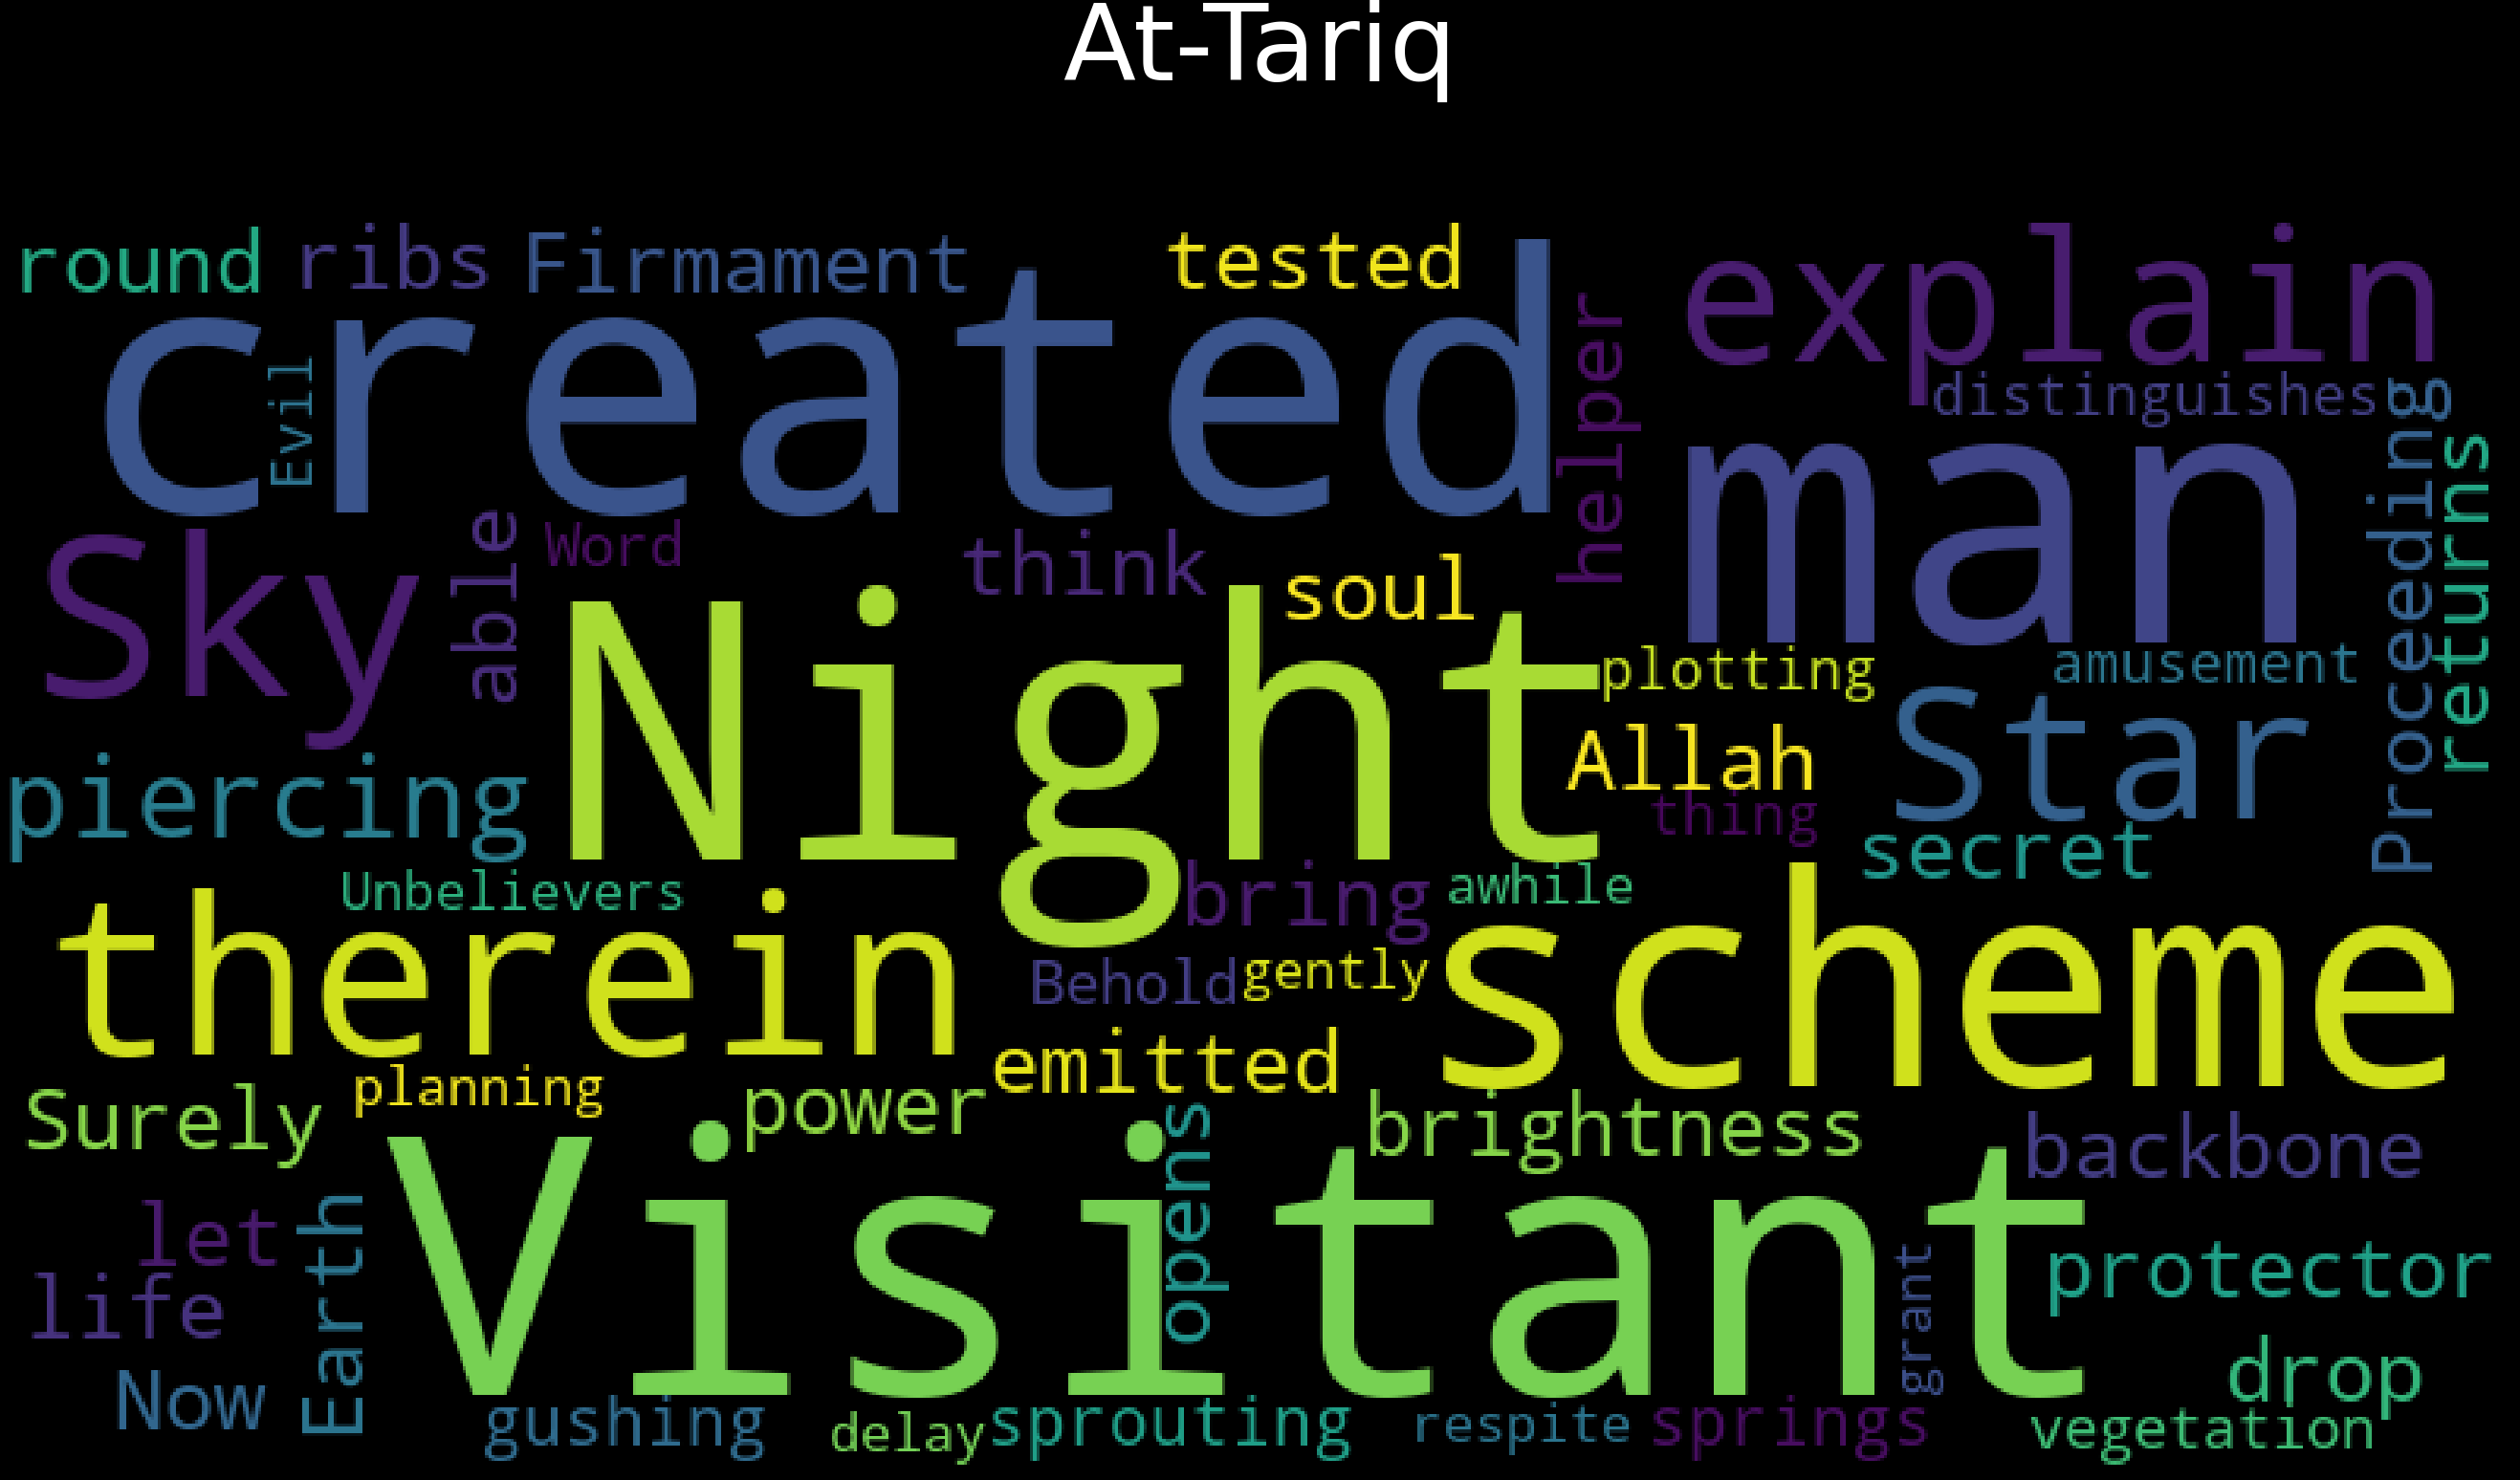 At-Tariq
round ribs Firmament tested explain
created
Evil
helper
distinguishes
Proceeding
returns
man
Sky
able
Word
think
soul
Night
plotting
amusement
Star
Allah
thing
piercing
secret
Unbelievers
bring
awhile
therein
scheme
Behold
gently
emitted
planning
Surely
power
opens
brightness
backbone
Visitant
let
Earth
life
grant
protector
Now
drop
gushing
delay
sprouting
respite
springs
vegetation